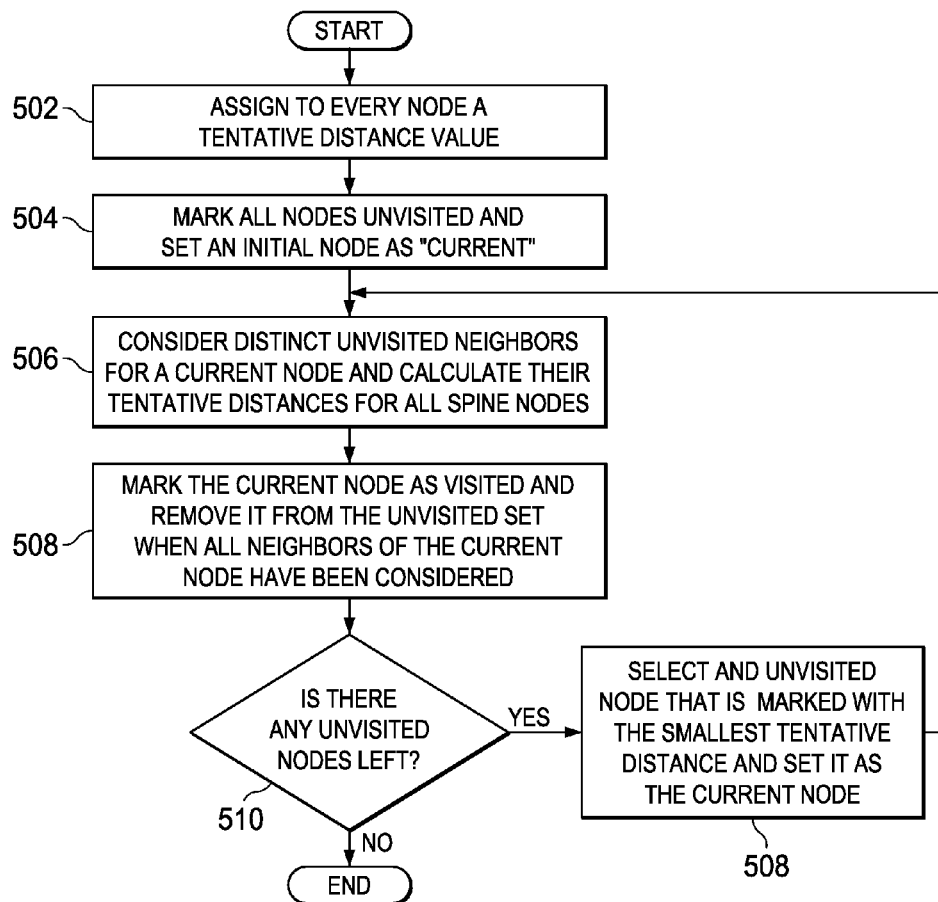 START
502
ASSIGN TO EVERY NODE A
TENTATIVE DISTANCE VALUE
504
MARK ALL NODES UNVISITED AND
SET AN INITIAL NODE AS "CURRENT"
506
CONSIDER DISTINCT UNVISITED NEIGHBORS
FOR A CURRENT NODE AND CALCULATE THEIR
TENTATIVE DISTANCES FOR ALL SPINE NODES
508
MARK THE CURRENT NODE AS VISITED AND
REMOVE IT FROM THE UNVISITED SET
WHEN ALL NEIGHBORS OF THE CURRENT
NODE HAVE BEEN CONSIDERED
IS THERE
ANY UNVISITED
NODES LEFT?
510
YES
SELECT AND UNVISITED
NODE THAT IS MARKED WITH
THE SMALLEST TENTATIVE
DISTANCE AND SET IT AS
THE CURRENT NODE
508
NO
END